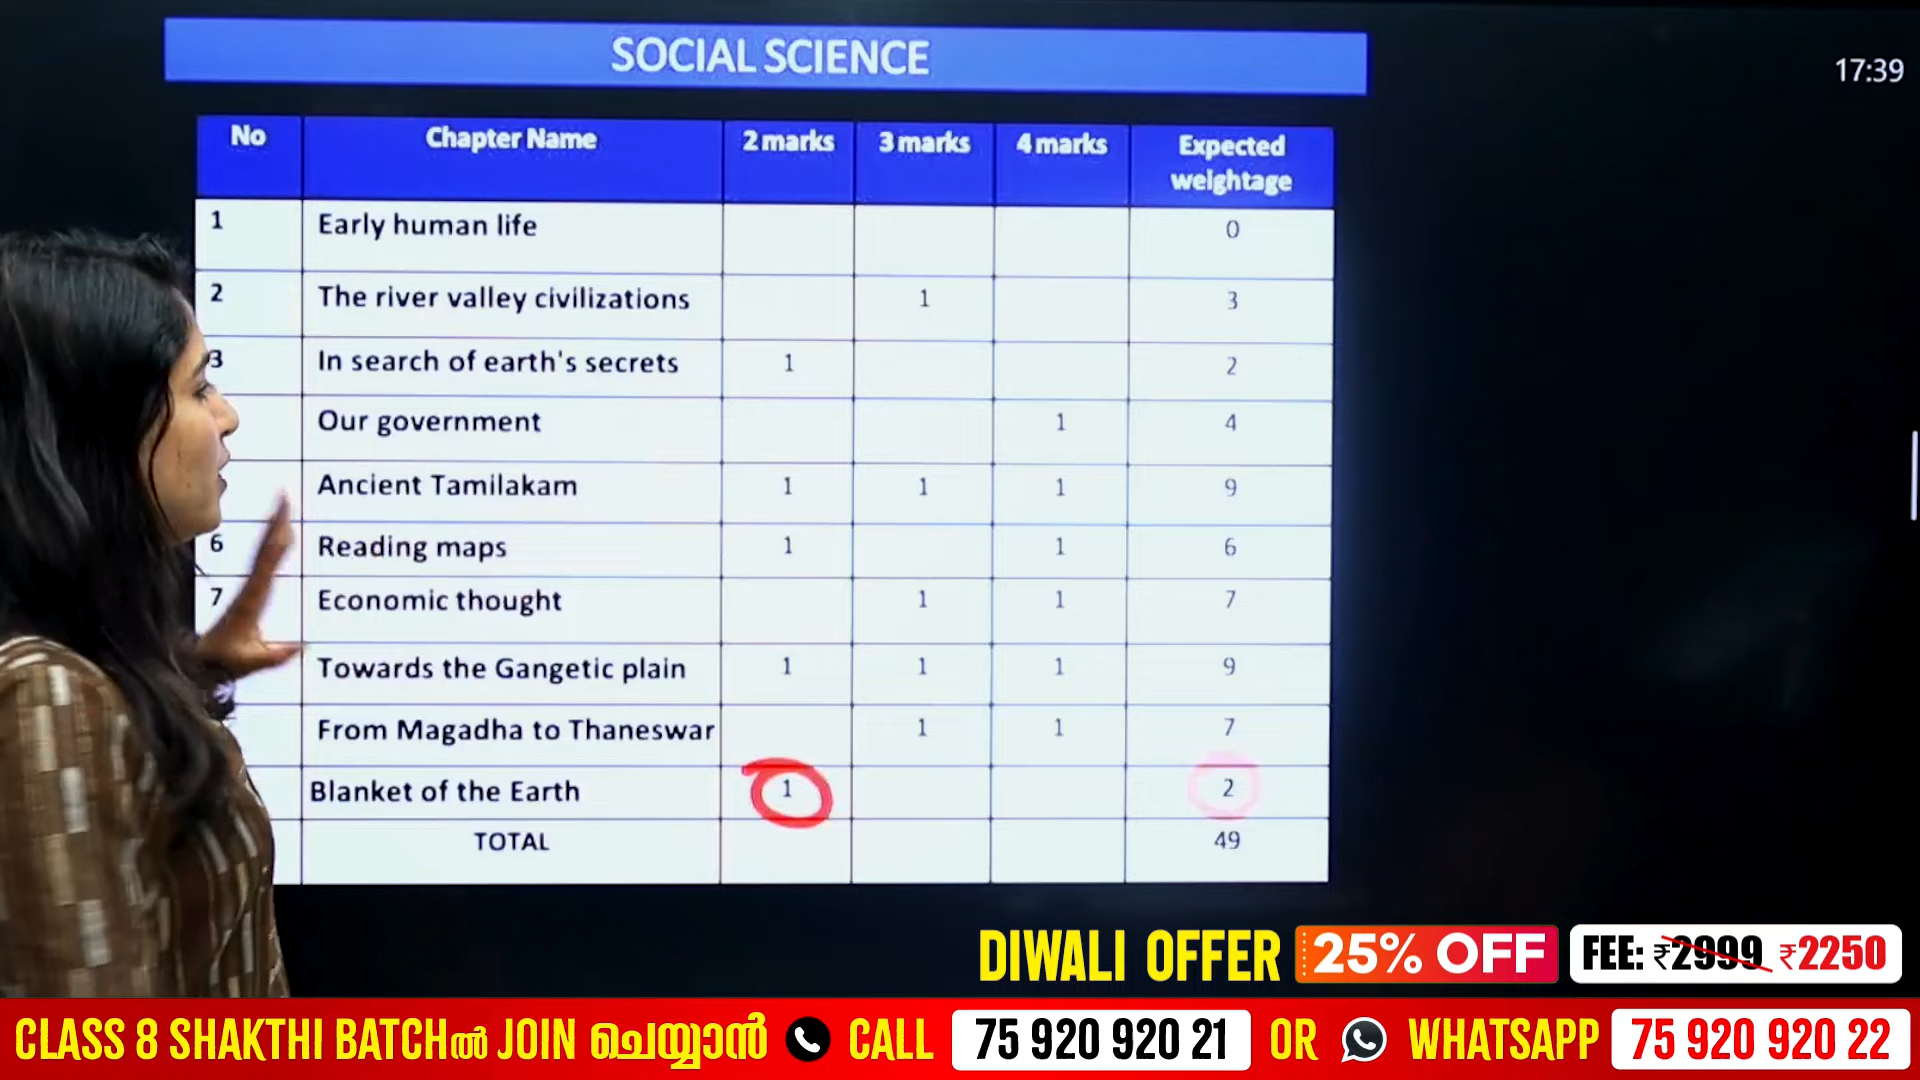 SOCIAL SCIENCE
17:39
No Chapter Name 2 marks 3 marks 4 marks Expected weightage
1 Early human life 0
2 The river valley civilizations 1 3
3 In search of earth's secrets 1 2
Our government 1 4
Ancient Tamilakam 1 1 1 9
6 Reading maps 1 1 6
7 Economic thought 1 1 7
Towards the Gangetic plain 1 1 1 9
From Magadha to Thaneswar 1 1 7
Blanket of the Earth 1 2
TOTAL 49
DIWALI OFFER 25% OFF FEE: ₹2999 ₹2250
CLASS 8 SHAKTHI BATCHൽ JOIN ചെയ്യാൻ CALL 75 920 920 21 OR WHATSAPP 75 920 920 22